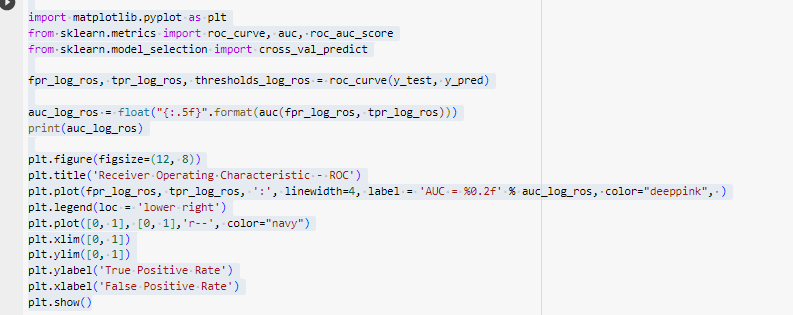 import matplotlib.pyplot as plt
from sklearn.metrics import roc_curve, auc, roc_auc_score
from sklearn.model_selection import cross_val_predict
fpr_log_ros, tpr_log_ros, thresholds_log_ros = roc_curve(y_test, y_pred)
auc_log_ros = float("{:.5f}".format(auc(fpr_log_ros, tpr_log_ros)))
print(auc_log_ros)
plt.figure(figsize=(12, 8))
plt.title('Receiver Operating Characteristic - ROC')
plt.plot(fpr_log_ros, tpr_log_ros, ':', linewidth=4, label = 'AUC = %0.2f' % auc_log_ros, color="deeppink", )
plt.legend(loc = 'lower right')
plt.plot([0, 1], [0, 1],'r--', color="navy")
plt.xlim([0, 1])
plt.ylim([0, 1])
plt.ylabel('True Positive Rate')
plt.xlabel('False Positive Rate')
plt.show()